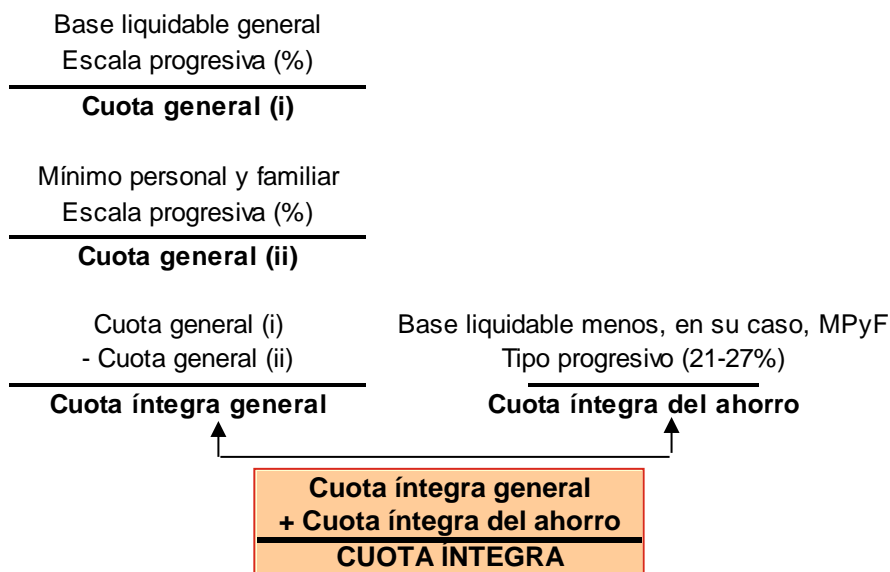 Base liquidable general
Escala progresiva (%)
Cuota general (i)
Mínimo personal y familiar
Escala progresiva (%)
Cuota general (ii)
Cuota general (i)
- Cuota general (ii)
Cuota íntegra general
Base liquidable menos, en su caso, MPyF
Tipo progresivo (21-27%)
Cuota íntegra del ahorro
Cuota íntegra general
+ Cuota íntegra del ahorro
CUOTA ÍNTEGRA